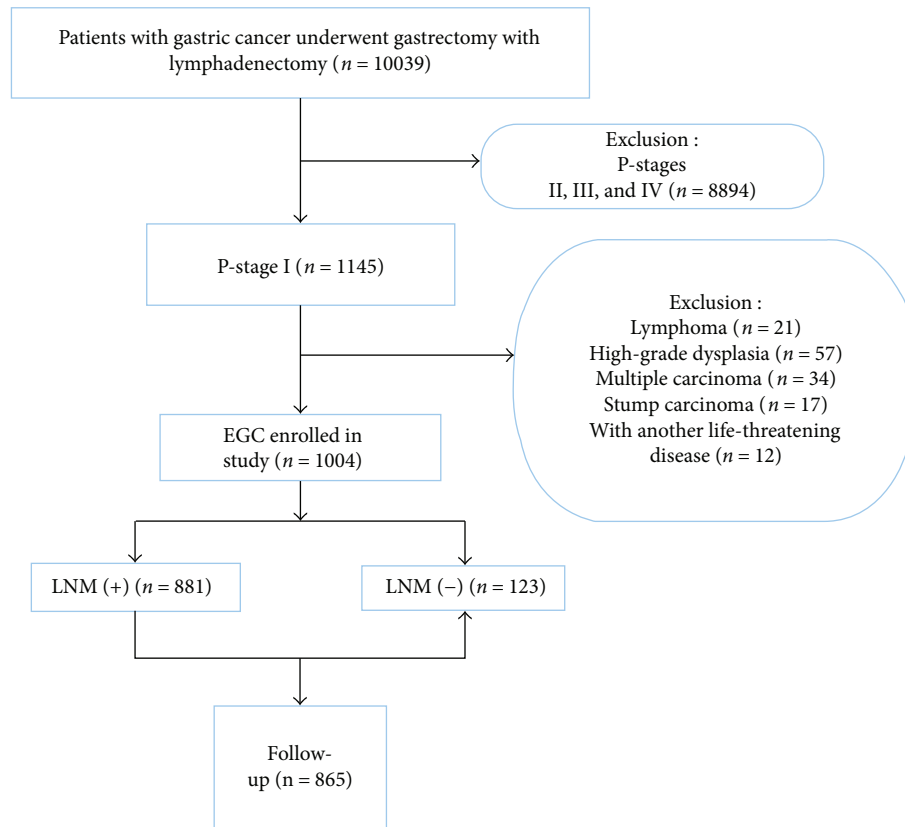 Patients with gastric cancer underwent gastrectomy with
lymphadenectomy (n = 10039)
Exclusion :
P-stages
II, III, and IV (n = 8894)
P-stage I (n = 1145)
Exclusion :
Lymphoma (n = 21)
High-grade dysplasia (n = 57)
Multiple carcinoma (n = 34)
Stump carcinoma (n = 17)
With another life-threatening
disease (n = 12)
EGC enrolled in
study (n = 1004)
LNM (+) (n = 881)
LNM (−) (n = 123)
Follow-
up (n = 865)